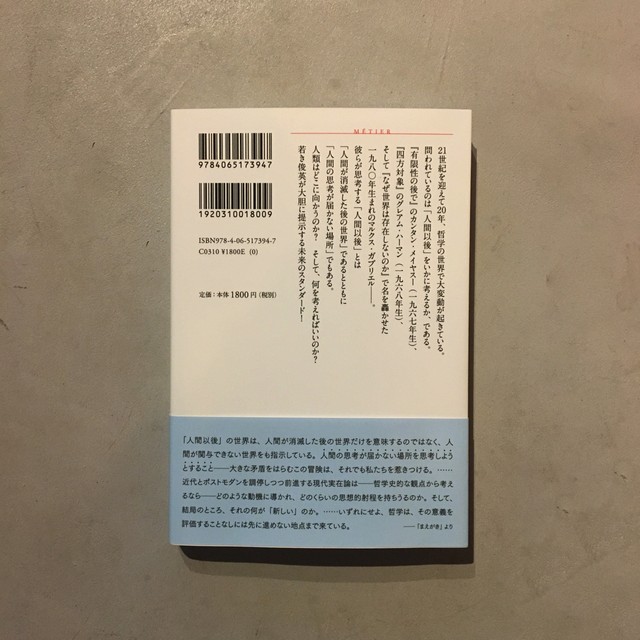 MÉTIER
21世紀を迎えて20年、哲学の世界で大変動が起きている。
問われているのは「人間以後」をいかに考えるか、である。
『有限性の後で』のカンタン・メイヤスー（一九六七年生）、
『四方対象』のグレアム・ハーマン（一九六八年生）、
そして『なぜ世界は存在しないのか』で名を轟かせた
一九八〇年生まれのマルクス・ガブリエル――。
彼らが思考する「人間以後」とは
「人間が消滅した後の世界」であるとともに
「人間の思考が届かない場所」でもある。
人類はどこに向かうのか？　そして、何を考えればいいのか？
若き俊英が大胆に提示する未来のスタンダード！
9784065173947
1920310018009
ISBN978-4-06-517394-7
C0310 ¥1800E (0)
定価：本体1800円（税別）
「人間以後」の世界は、人間が消滅した後の世界だけを意味するのではなく、人
間が関与できない世界をも指示している。人間の思考が届かない場所を思考しよう
とすること――大きな矛盾をはらむこの冒険は、それでも私たちを惹きつける。……
近代とポストモダンを調停しつつ前進する現代実在論は――哲学史的な観点から考え
るなら――どのような動機に導かれ、どのくらいの思想的射程を持ちうるのか。そして、
結局のところ、それの何が「新しい」のか。……いずれにせよ、哲学は、その意義を
評価することなしには先に進めない地点まで来ている。
――「まえがき」より